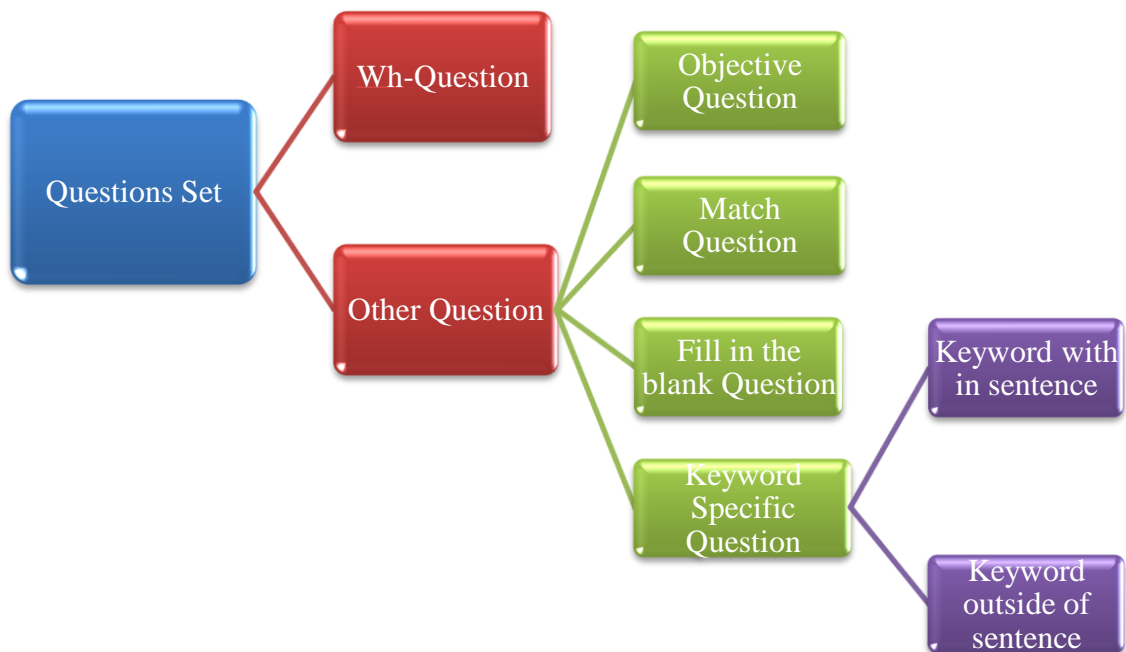 Questions Set
Wh-Question
Other Question
Objective
Question
Match
Question
Fill in the
blank Question
Keyword
Specific
Question
Keyword with
in sentence
Keyword
outside of
sentence